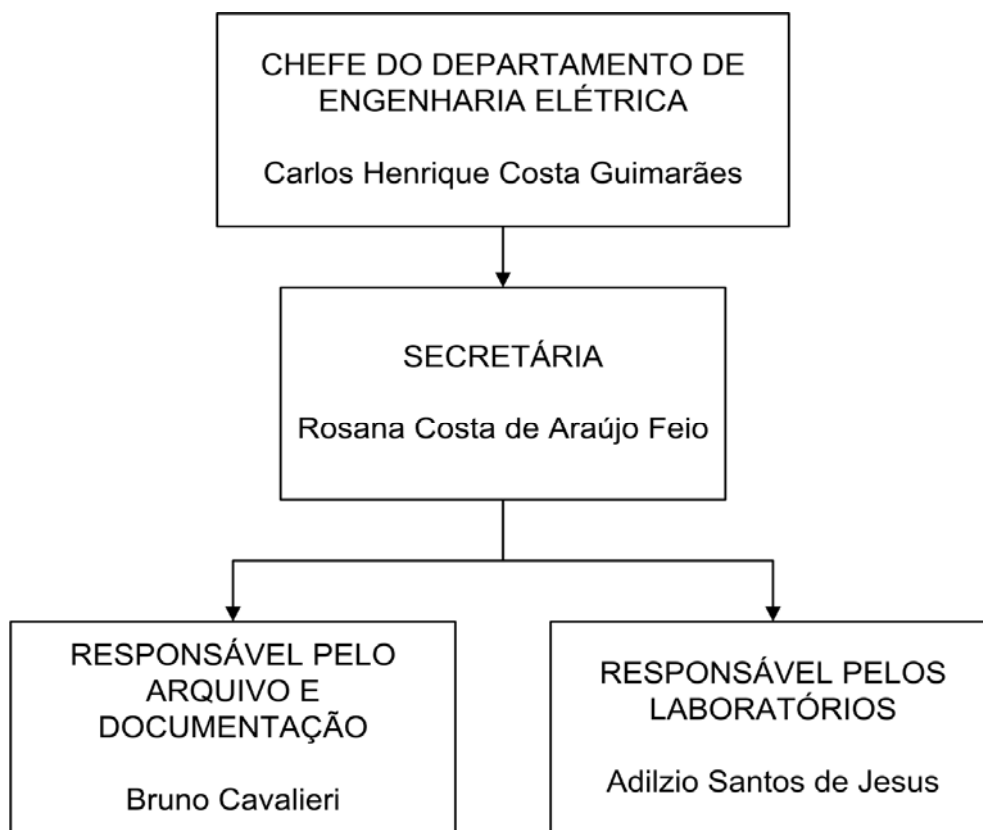 CHEFE DO DEPARTAMENTO DE
ENGENHARIA ELÉTRICA
Carlos Henrique Costa Guimarães
SECRETÁRIA
Rosana Costa de Araújo Feio
RESPONSÁVEL PELO
ARQUIVO E
DOCUMENTAÇÃO
Bruno Cavalieri
RESPONSÁVEL PELOS
LABORATÓRIOS
Adilzio Santos de Jesus